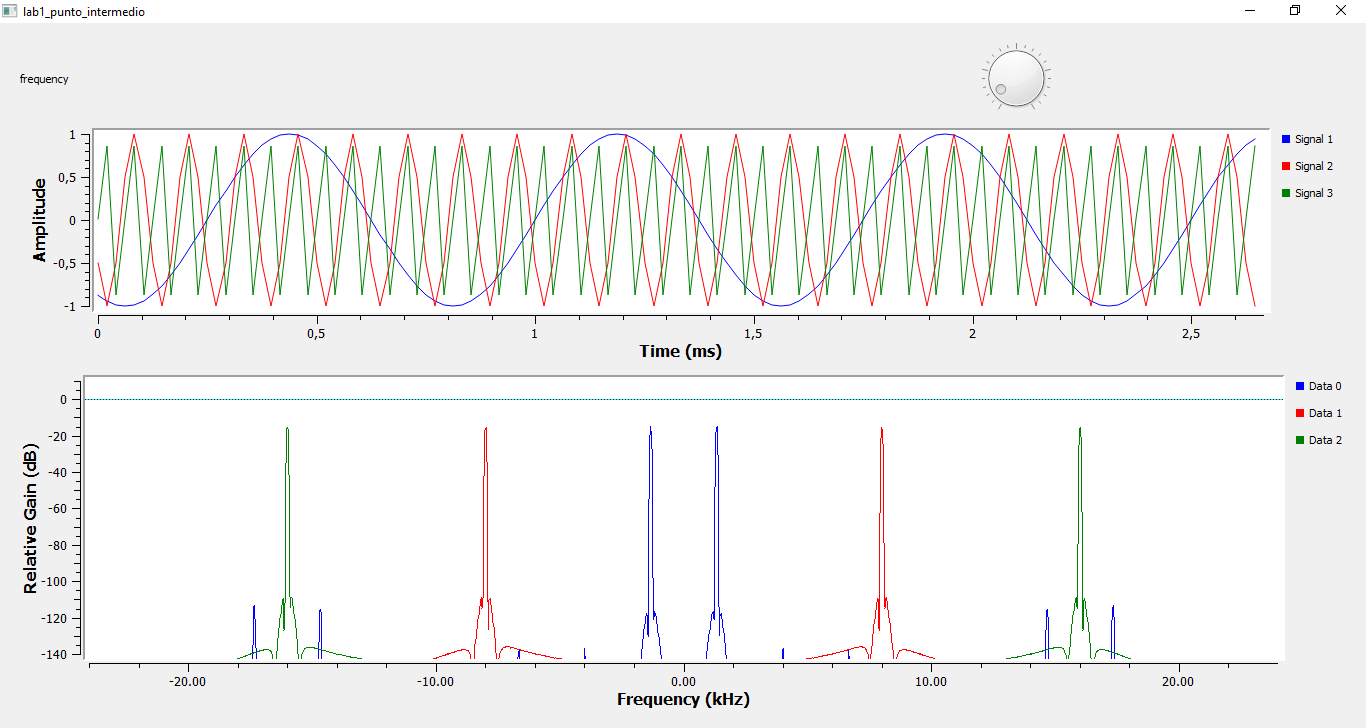 lab1_punto_intermedio
frequency
Amplitude
1
0,5
0
-0,5
-1
0 0,5 1 1,5 2 2,5
Time (ms)
Signal 1
Signal 2
Signal 3
Relative Gain (dB)
0
-20
-40
-60
-80
-100
-120
-140
-20.00 -10.00 0.00 10.00 20.00
Frequency (kHz)
Data 0
Data 1
Data 2